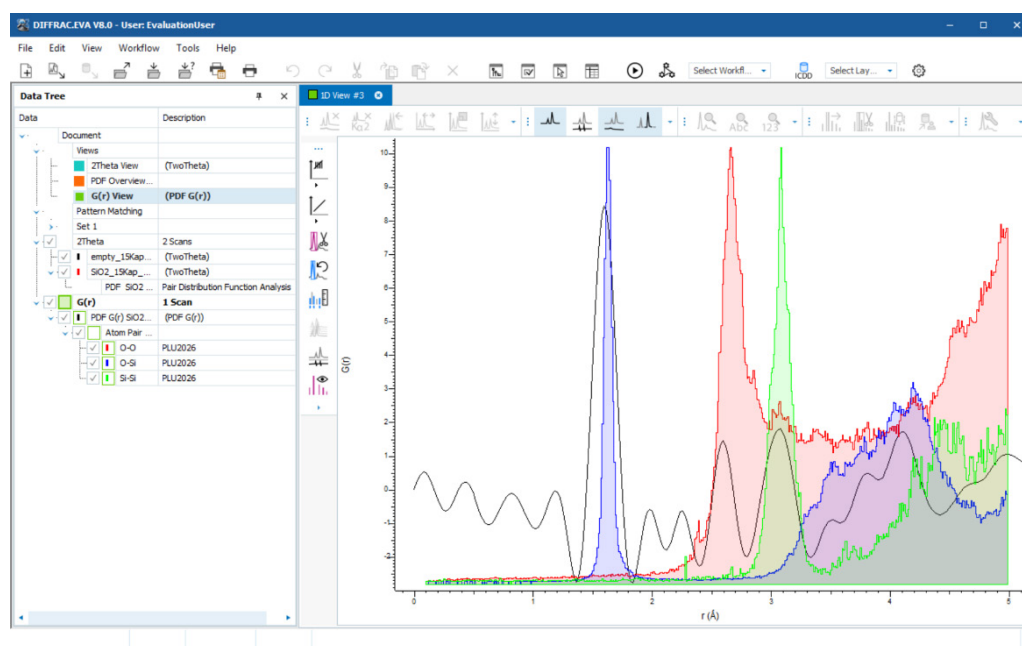 DIFFRAC.EVA V8.0 - User: EvaluationUser
File Edit View Workflow Tools Help
Select Workfl... Select Lay...
ICDD
Data Tree
1D View #3
Data Description
Kα2
Abc 123
Document
Views
2Theta View (TwoTheta)
PDF Overview...
G(r) View (PDF G(r))
Pattern Matching
Set 1
2Theta 2 Scans
empty_15Kap... (TwoTheta)
SiO2_15Kap_... (TwoTheta)
PDF SiO2 ... Pair Distribution Function Analysis
G(r) 1 Scan
PDF G(r) SiO2... (PDF G(r))
Atom Pair ...
O-O PLU2026
O-Si PLU2026
Si-Si PLU2026
G(r)
10
9
8
7
6
5
4
3
2
1
0
-1
-2
0 1 2 3 4 5
r (Å)